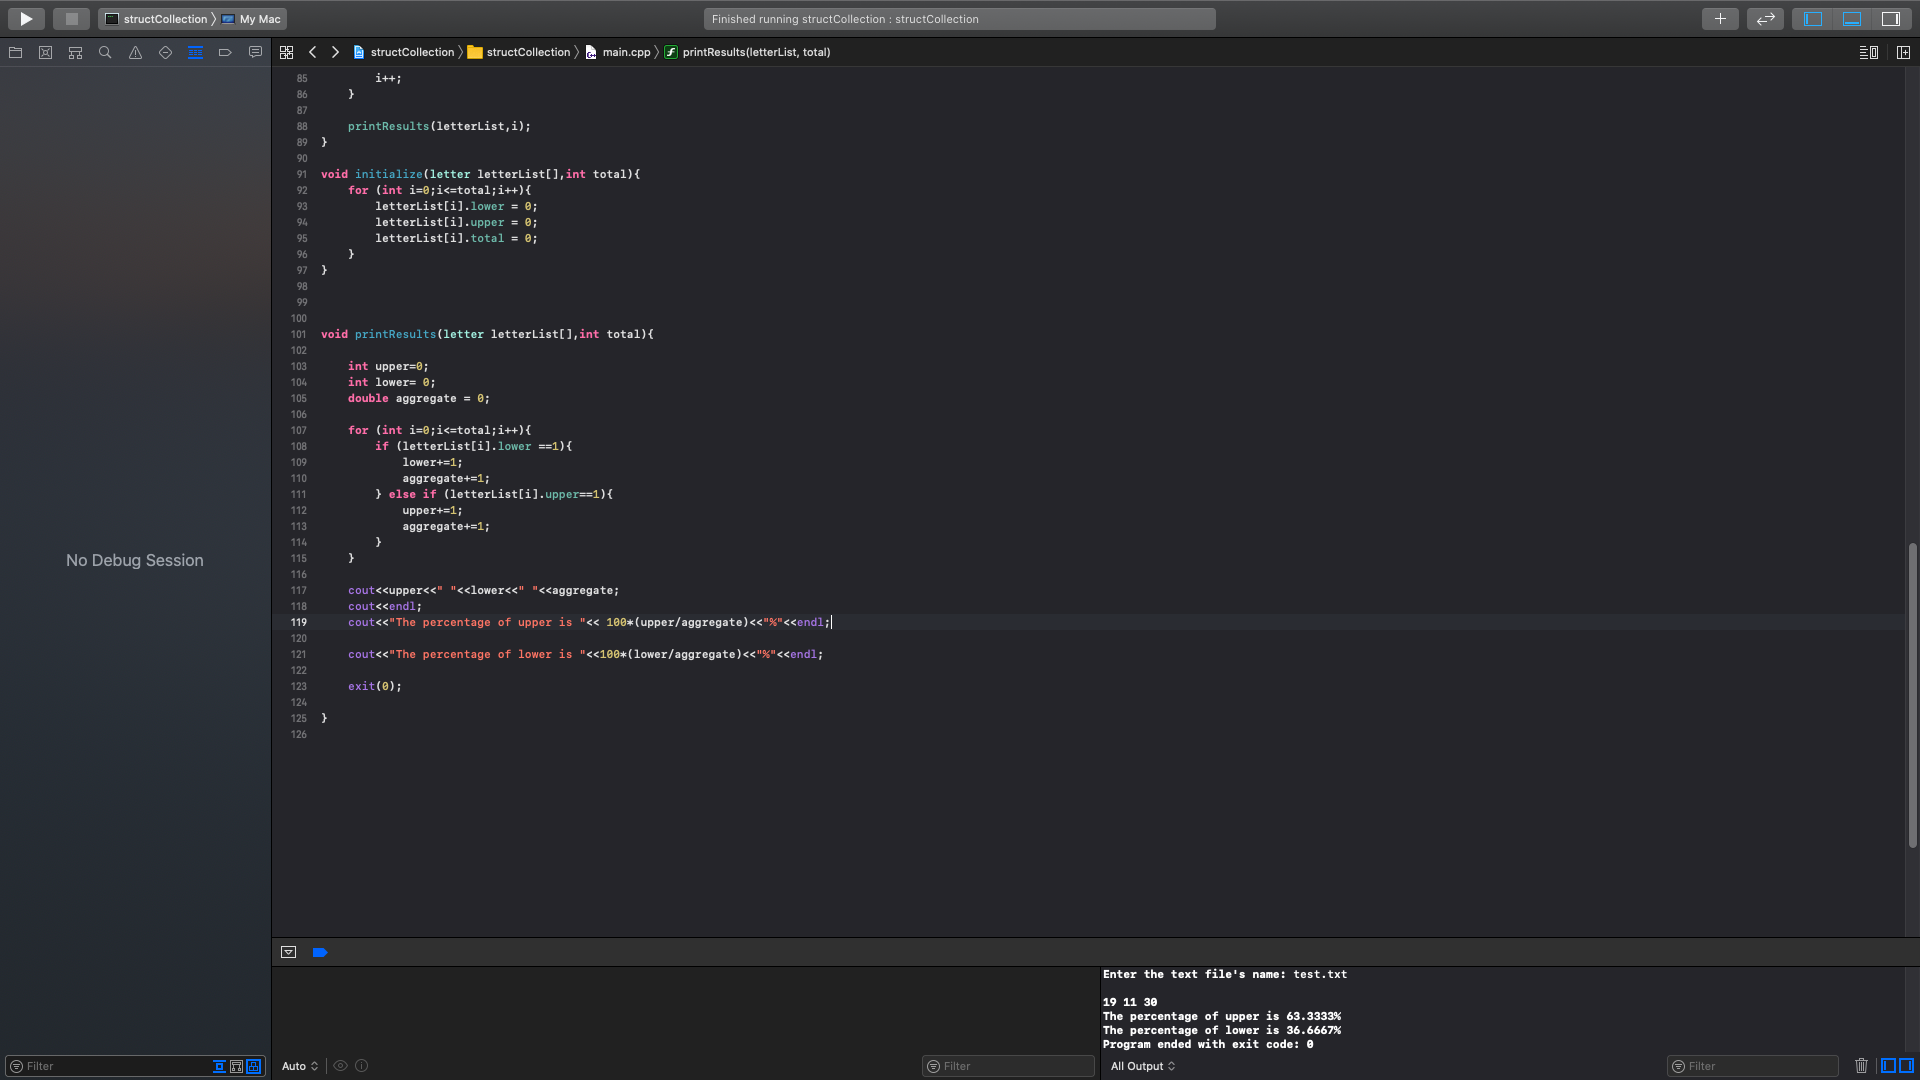 structCollection 〉 My Mac
Finished running structCollection : structCollection
structCollection 〉 structCollection 〉 main.cpp 〉 printResults(letterList, total)
85         i++;
86     }
87
88     printResults(letterList,i);
89 }
90
91 void initialize(letter letterList[],int total){
92     for (int i=0;i<=total;i++){
93         letterList[i].lower = 0;
94         letterList[i].upper = 0;
95         letterList[i].total = 0;
96     }
97 }
98
99
100
101 void printResults(letter letterList[],int total){
102
103     int upper=0;
104     int lower= 0;
105     double aggregate = 0;
106
107     for (int i=0;i<=total;i++){
108         if (letterList[i].lower ==1){
109             lower+=1;
110             aggregate+=1;
111         } else if (letterList[i].upper==1){
112             upper+=1;
113             aggregate+=1;
114         }
115     }
116
117     cout<<upper<<" "<<lower<<" "<<aggregate;
118     cout<<endl;
119     cout<<"The percentage of upper is "<< 100*(upper/aggregate)<<"%"<<endl;
120
121     cout<<"The percentage of lower is "<<100*(lower/aggregate)<<"%"<<endl;
122
123     exit(0);
124
125 }
126
No Debug Session
Enter the text file's name: test.txt
19 11 30
The percentage of upper is 63.3333%
The percentage of lower is 36.6667%
Program ended with exit code: 0
Filter
Auto
Filter
All Output
Filter